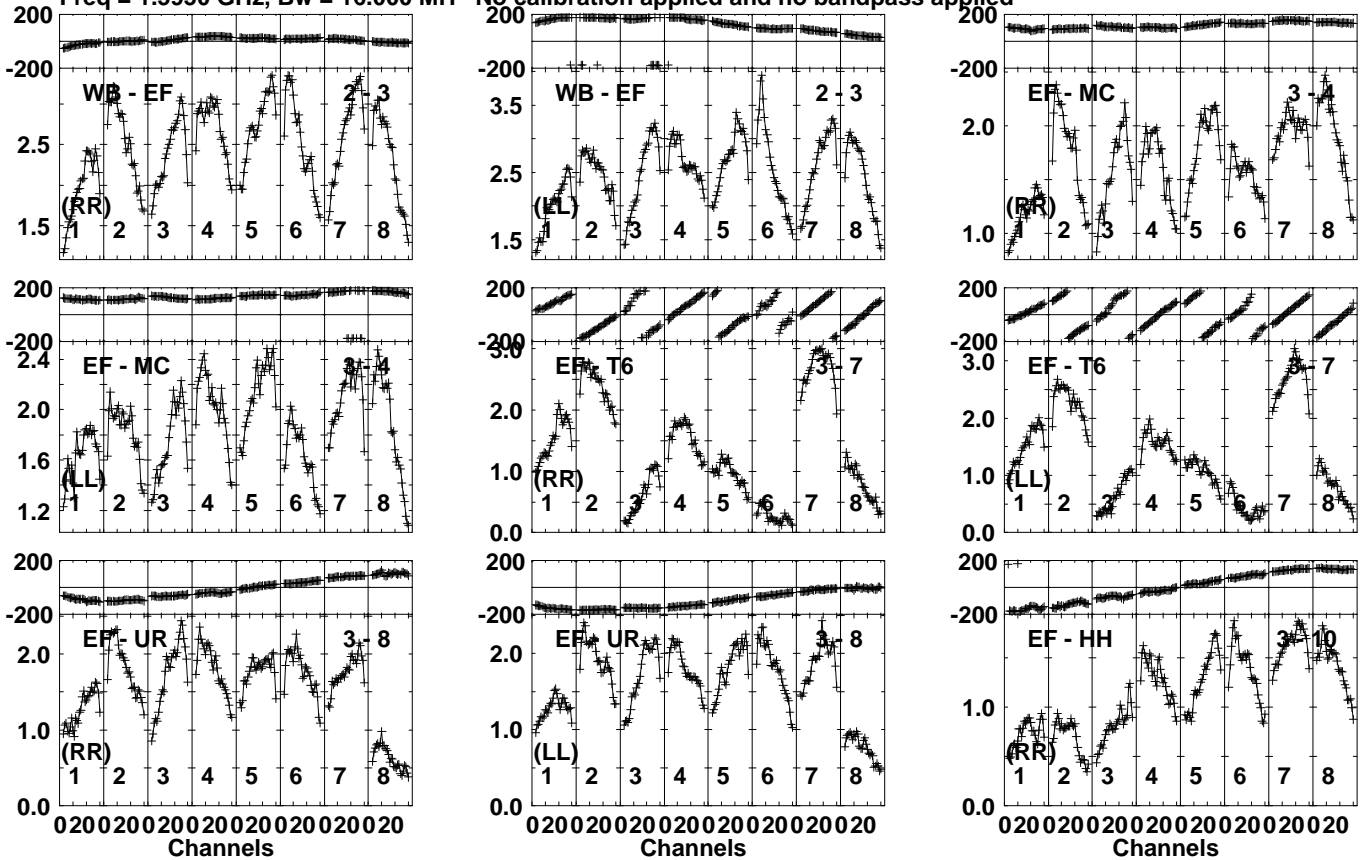 Freq = 1.5950 GHz, Bw = 16.000 MH No calibration applied and no bandpass applied
200 200 200
-200 -200 -200
WB - EF 2 - 3 WB - EF 2 - 3 EF - MC 3 - 4
3.5
2.5 2.5 2.0
1.5 1.5 1.0
(RR) (LL) (RR)
1 2 3 4 5 6 7 8 1 2 3 4 5 6 7 8 1 2 3 4 5 6 7 8
200 200 200
-200 -200 -200
EF - MC 3 - 4 EF - T6 3 - 7 EF - T6 3 - 7
2.4 3.0 3.0
2.0 2.0 2.0
1.6 1.0 1.0
1.2 0.0 0.0
(LL) (RR) (LL)
1 2 3 4 5 6 7 8 1 2 3 4 5 6 7 8 1 2 3 4 5 6 7 8
200 200 200
-200 -200 -200
EF - UR 3 - 8 EF - UR 3 - 8 EF - HH 3 - 10
2.0 2.0
1.0 1.0 1.0
0.0 0.0 0.0
(RR) (LL) (RR)
1 2 3 4 5 6 7 8 1 2 3 4 5 6 7 8 1 2 3 4 5 6 7 8
0 20 0 20 0 20 0 20 0 20 0 20 0 20 0 20 0 20 0 20 0 20 0 20 0 20 0 20 0 20 0 20 0 20 0 20 0 20 0 20 0 20 0 20 0 20 0 20
Channels Channels Channels